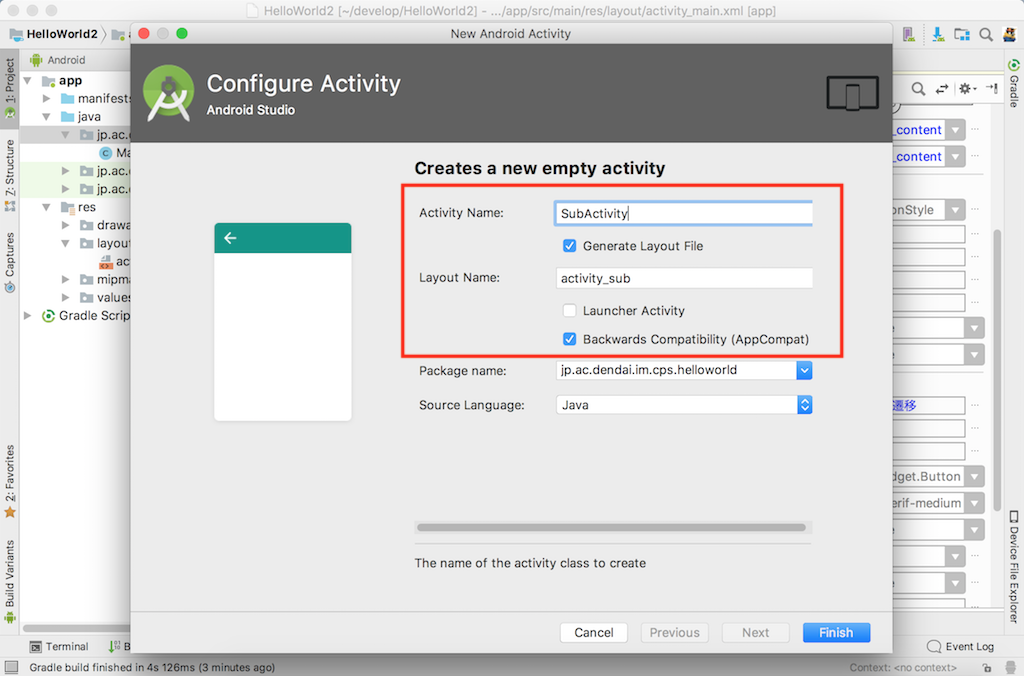 HelloWorld2 [~/develop/HelloWorld2] - .../app/src/main/res/layout/activity_main.xml [app]
HelloWorld2
New Android Activity
Android
1: Project
Z: Structure
Captures
2: Favorites
Build Variants
app
manifests
java
jp.ac.
Ma
jp.ac.
jp.ac.
res
drawa
layou
ac
mipm
values
Gradle Scrip
Configure Activity
Android Studio
Creates a new empty activity
Activity Name:
SubActivity
Generate Layout File
Layout Name:
activity_sub
Launcher Activity
Backwards Compatibility (AppCompat)
Package name:
jp.ac.dendai.im.cps.helloworld
Source Language:
Java
The name of the activity class to create
Cancel
Previous
Next
Finish
_content
_content
onStyle
遷移
dget.Button
erif-medium
Gradle
Device File Explorer
Terminal
Event Log
Gradle build finished in 4s 126ms (3 minutes ago)
Context: <no context>